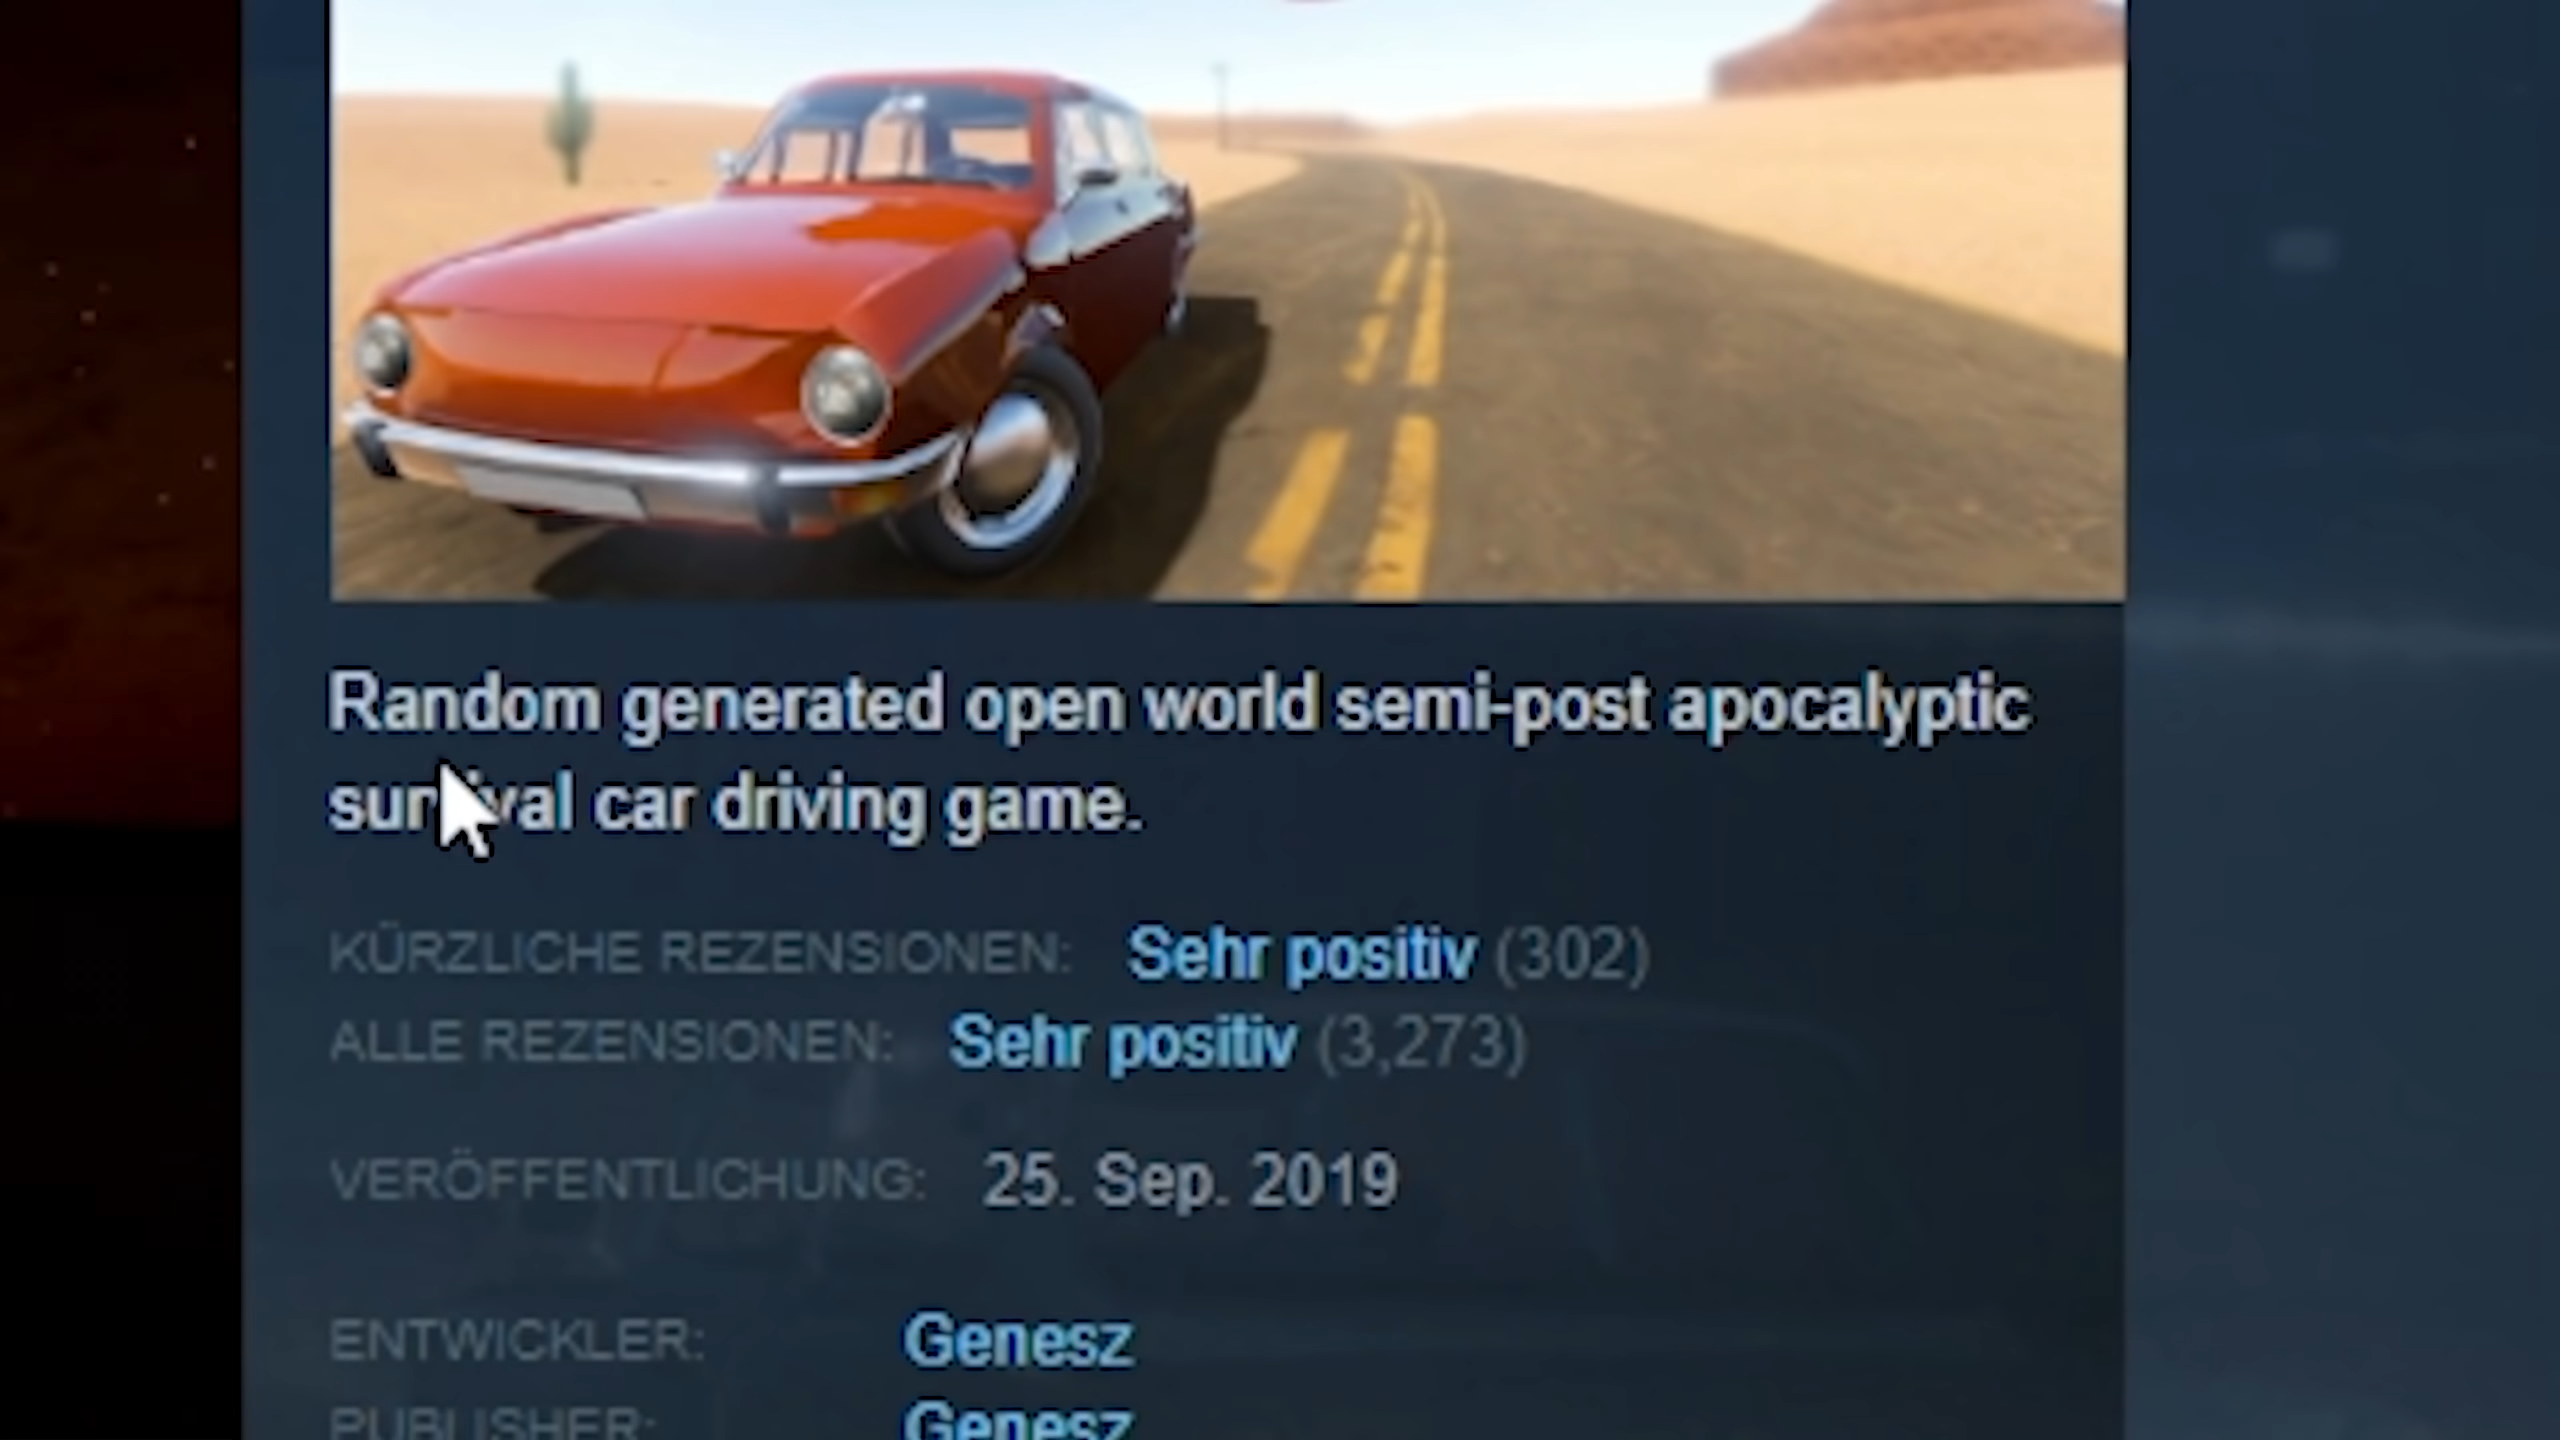 Random generated open world semi-post apocalyptic
survival car driving game.
KÜRZLICHE REZENSIONEN: Sehr positiv (302)
ALLE REZENSIONEN: Sehr positiv (3,273)
VERÖFFENTLICHUNG: 25. Sep. 2019
ENTWICKLER: Genesz
PUBLISHER: Genesz